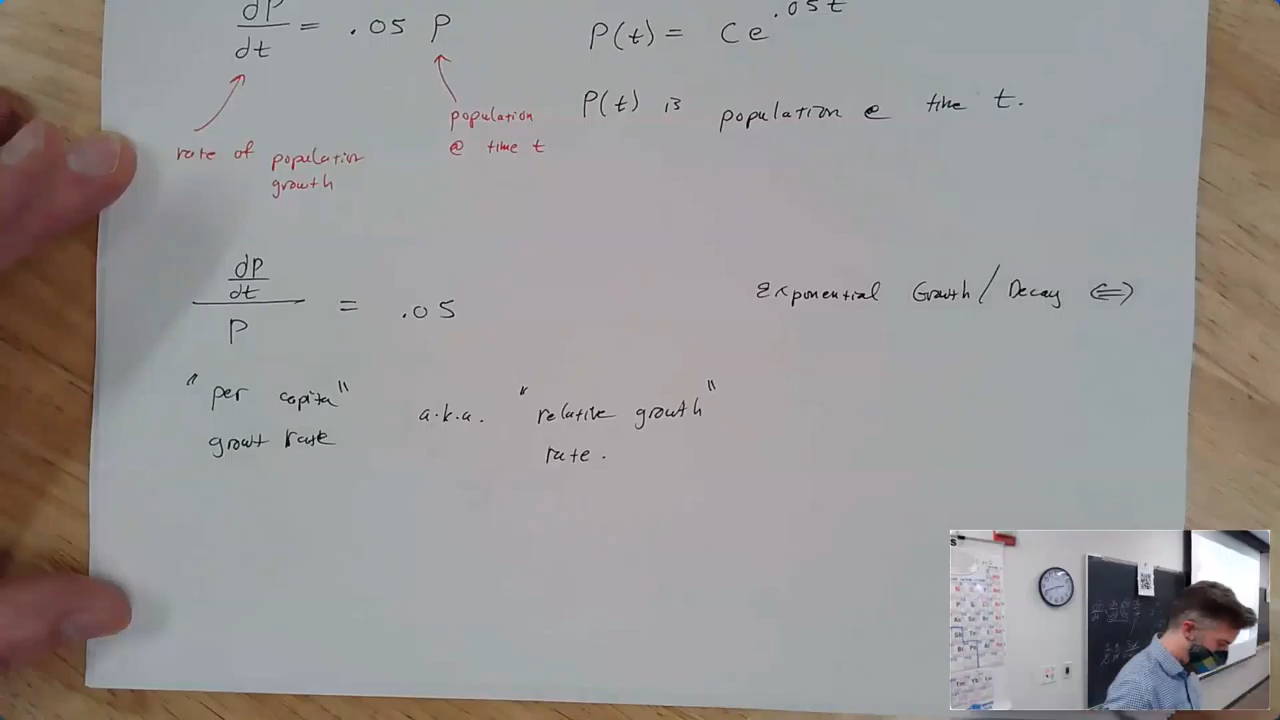 dP/dt = .05 P
P(t) = Ce^.05t
population
@ time t
P(t) is population @ time t.
rate of population
growth
dP/dt / P = .05
Exponential Growth / Decay ⟺
"per capita"
growt rate
a.k.a. "relative growth"
rate.